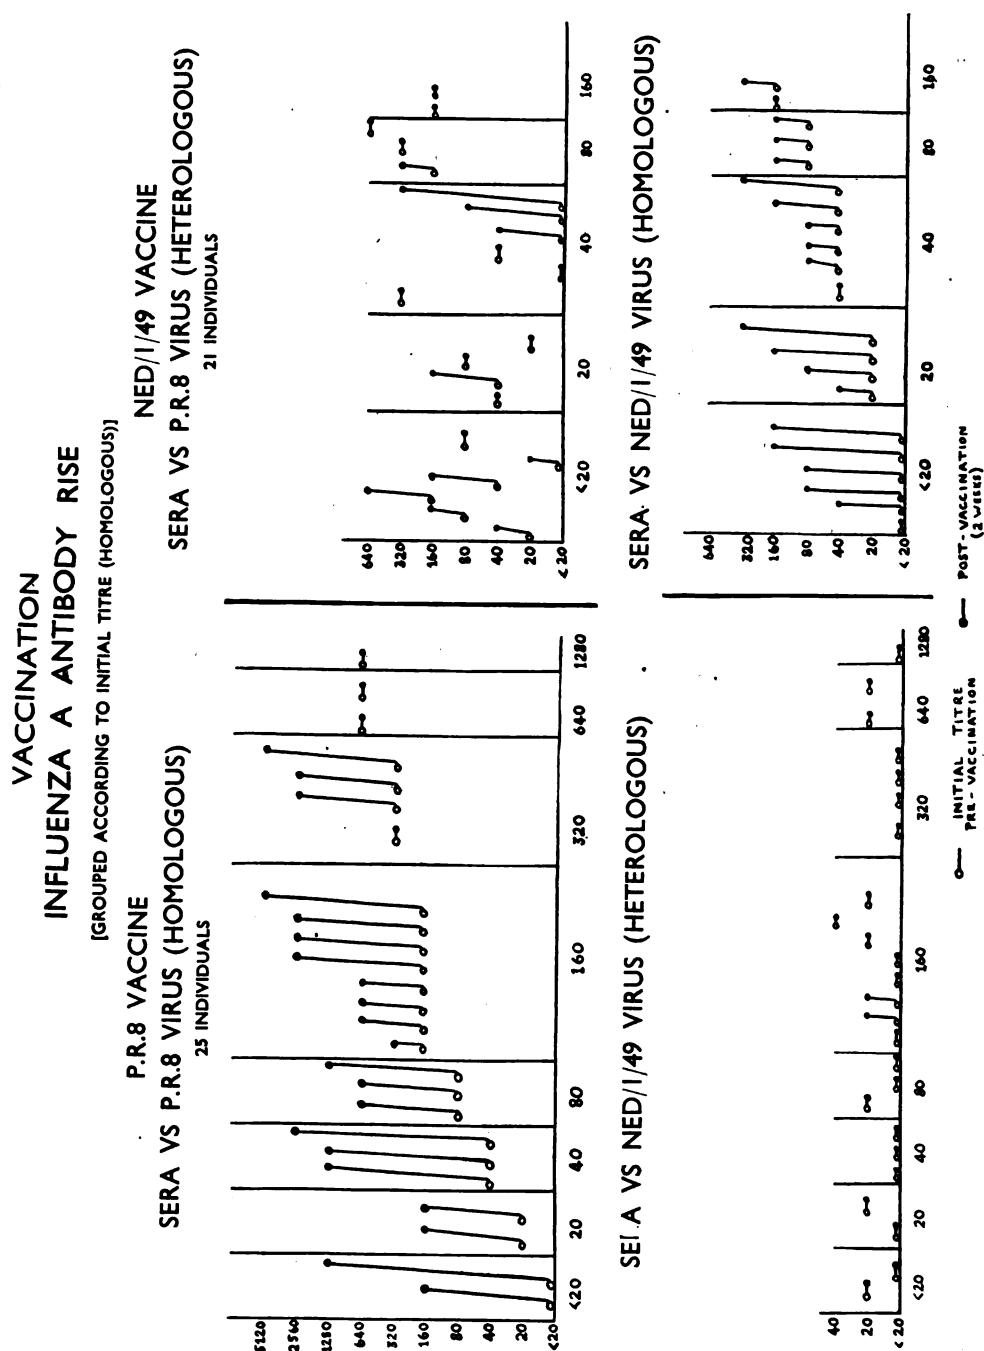 VACCINATION
INFLUENZA A ANTIBODY RISE
[GROUPED ACCORDING TO INITIAL TITRE (HOMOLOGOUS)]
P.R.8 VACCINE
SERA VS P.R.8 VIRUS (HOMOLOGOUS)
25 INDIVIDUALS
5120
2560
1280
640
320
160
80
40
20
<20
<20 20 40 80 160 320 640 1280
NED/1/49 VACCINE
SERA VS P.R.8 VIRUS (HETEROLOGOUS)
21 INDIVIDUALS
640
320
160
80
40
20
<20
<20 20 40 80 160
SERA VS NED/1/49 VIRUS (HETEROLOGOUS)
40
20
<20
<20 20 40 80 160 320 640 1280
SERA VS NED/1/49 VIRUS (HOMOLOGOUS)
640
320
160
80
40
20
<20
<20 20 40 80 160
INITIAL TITRE
PRE-VACCINATION
POST-VACCINATION
(2 WEEKS)